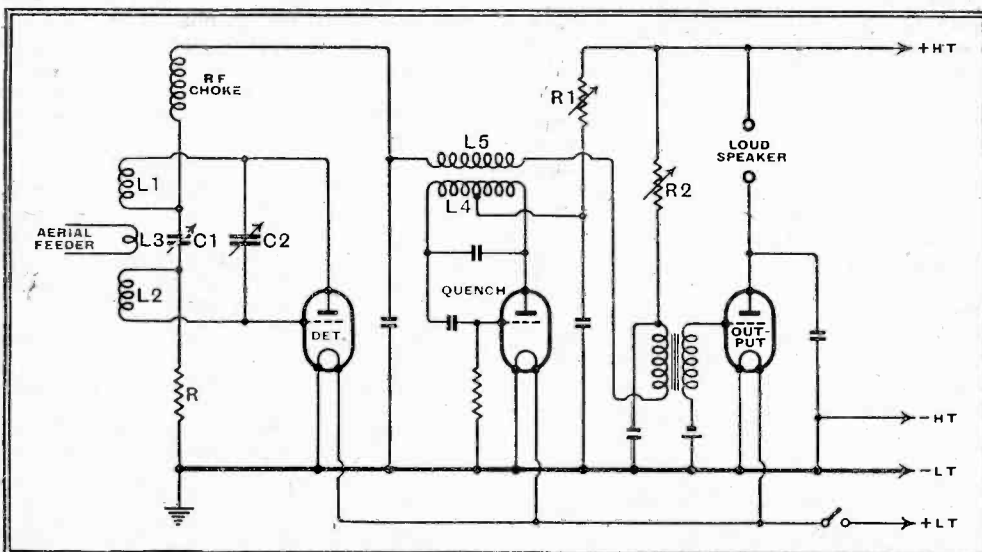 +HT
RF
CHOKE
R1
L5
LOUD
SPEAKER
R2
L1
L4
AERIAL
FEEDER
L3
C1
C2
L2
QUENCH
DET.
OUT-
PUT
R
-HT
-LT
+LT